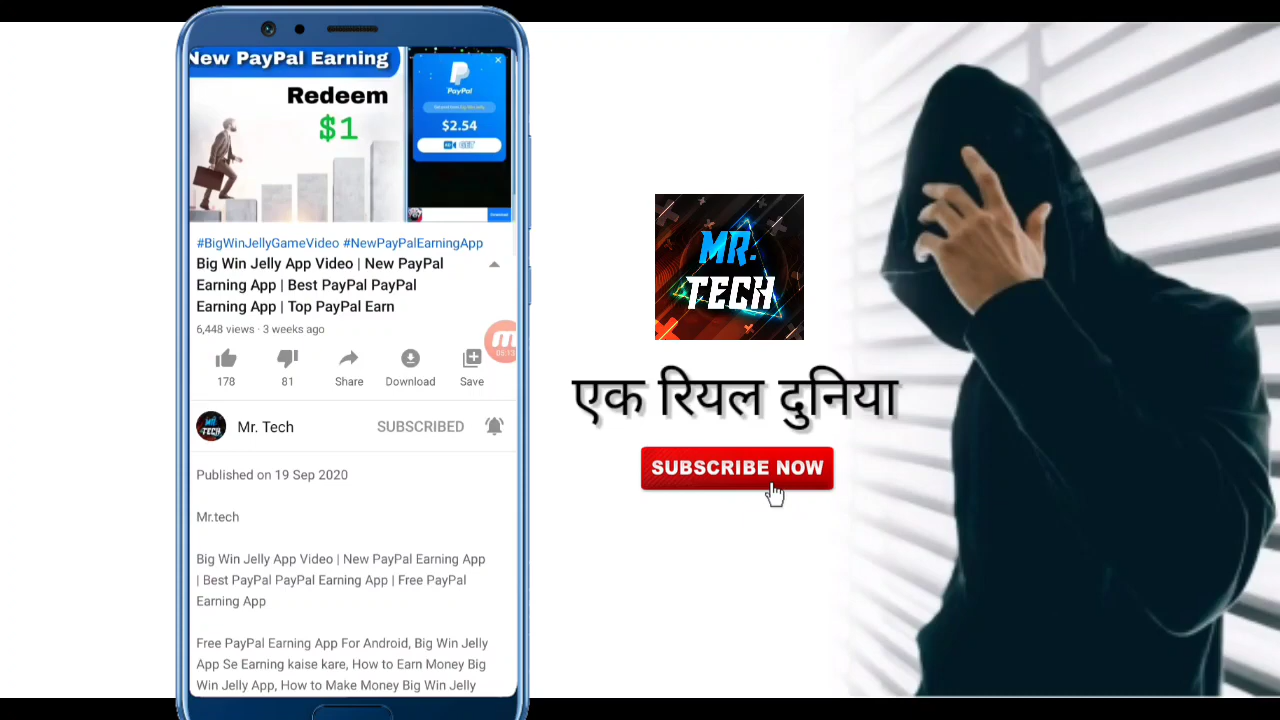 New PayPal Earning
Redeem
$1
PayPal
$2.54
Download
#BigWinJellyGameVideo #NewPayPalEarningApp
Big Win Jelly App Video | New PayPal
Earning App | Best PayPal PayPal
Earning App | Top PayPal Earn
6,448 views · 3 weeks ago
05:13
178
81
Share
Download
Save
MR.
TECH
Mr. Tech
SUBSCRIBED
Published on 19 Sep 2020
Mr.tech
Big Win Jelly App Video | New PayPal Earning App
| Best PayPal PayPal Earning App | Free PayPal
Earning App
Free PayPal Earning App For Android, Big Win Jelly
App Se Earning kaise kare, How to Earn Money Big
Win Jelly App, How to Make Money Big Win Jelly
MR.
TECH
एक रियल दुनिया
SUBSCRIBE NOW